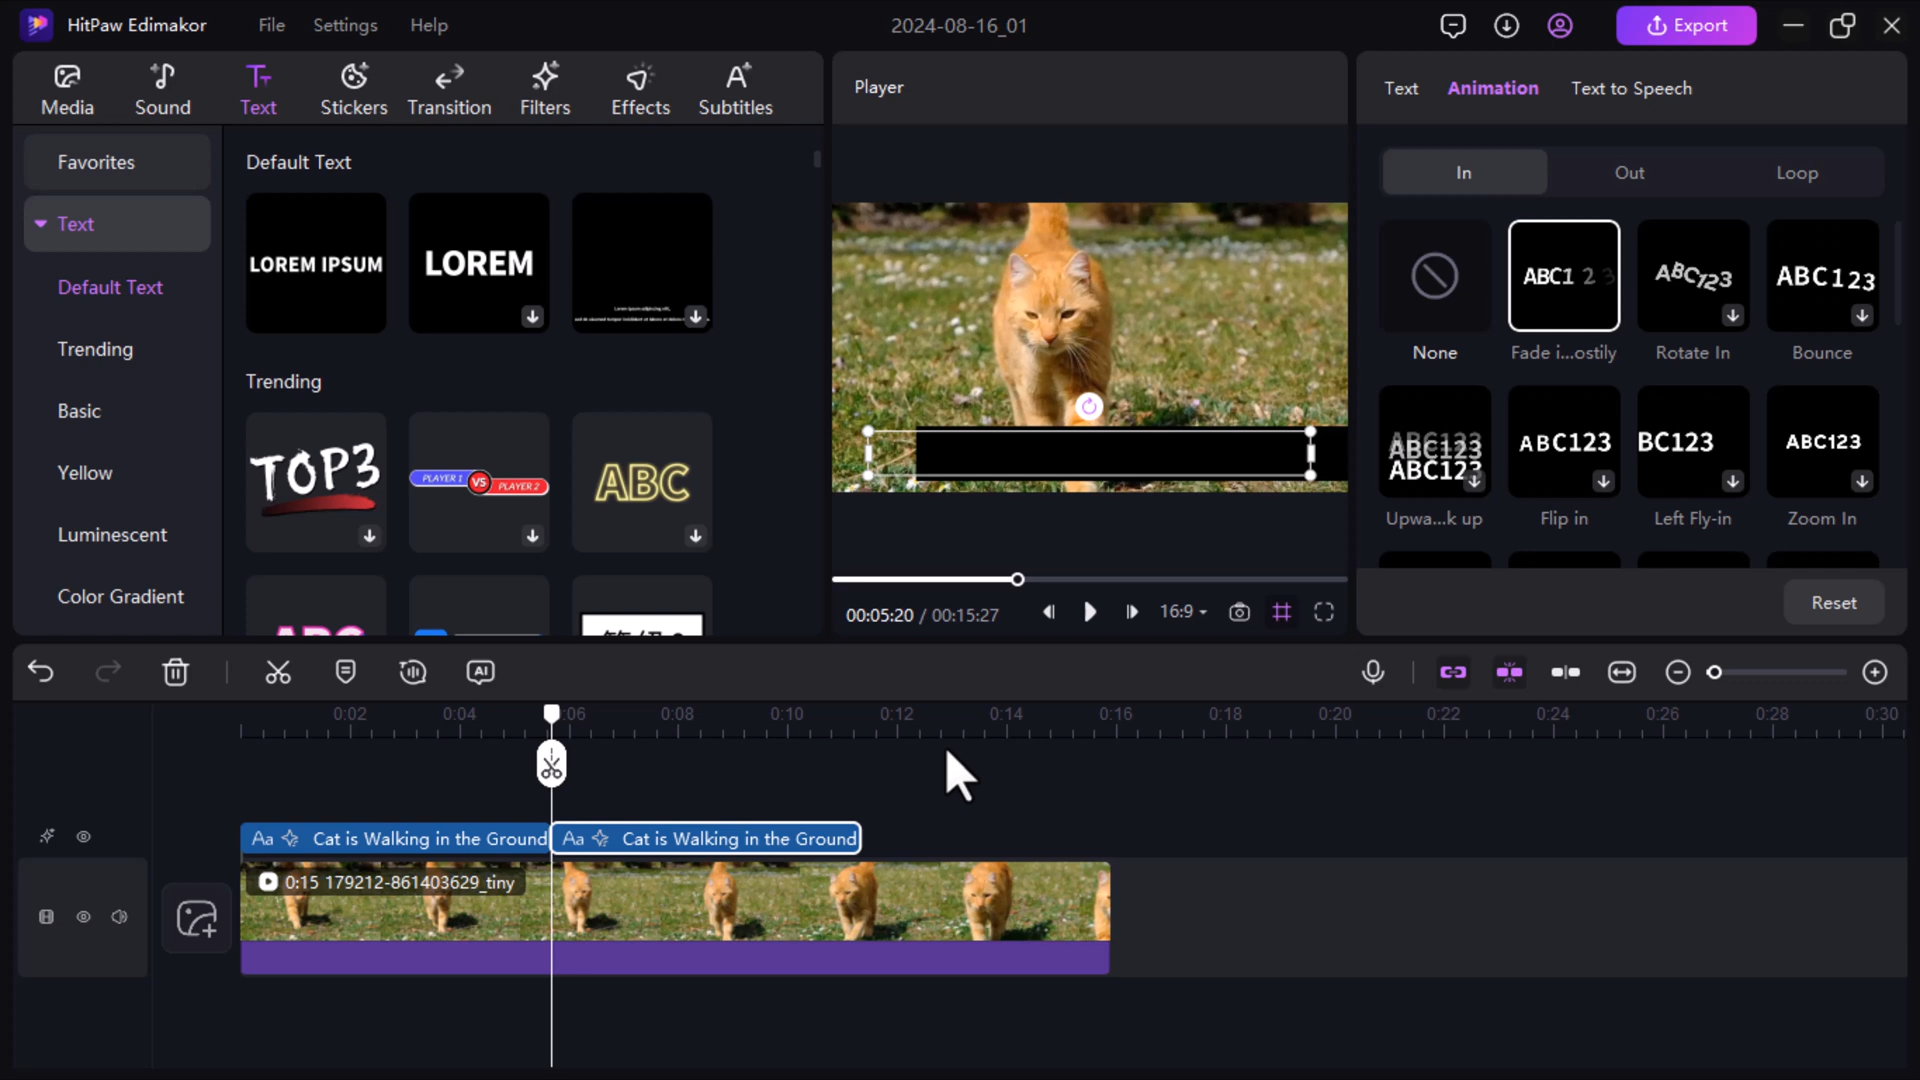 HitPaw Edimakor
File
Settings
Help
2024-08-16_01
Export
Media
Sound
Text
Stickers
Transition
Filters
Effects
Subtitles
Favorites
Text
Default Text
Trending
Basic
Yellow
Luminescent
Color Gradient
Default Text
LOREM IPSUM
LOREM
Trending
TOP3
PLAYER 1 VS PLAYER 2
ABC
ABC
Player
00:05:20 / 00:15:27
16:9
Text
Animation
Text to Speech
In
Out
Loop
None
ABC1 2 3
Fade i...ostily
ABC123
Rotate In
ABC123
Bounce
ABC123
ABC123
ABC123
Upwa...k up
ABC123
Flip in
BC123
Left Fly-in
ABC123
Zoom In
Reset
AI
0:02
0:04
0:06
0:08
0:10
0:12
0:14
0:16
0:18
0:20
0:22
0:24
0:26
0:28
0:30
Aa Cat is Walking in the Ground
Aa Cat is Walking in the Ground
0:15 179212-861403629_tiny